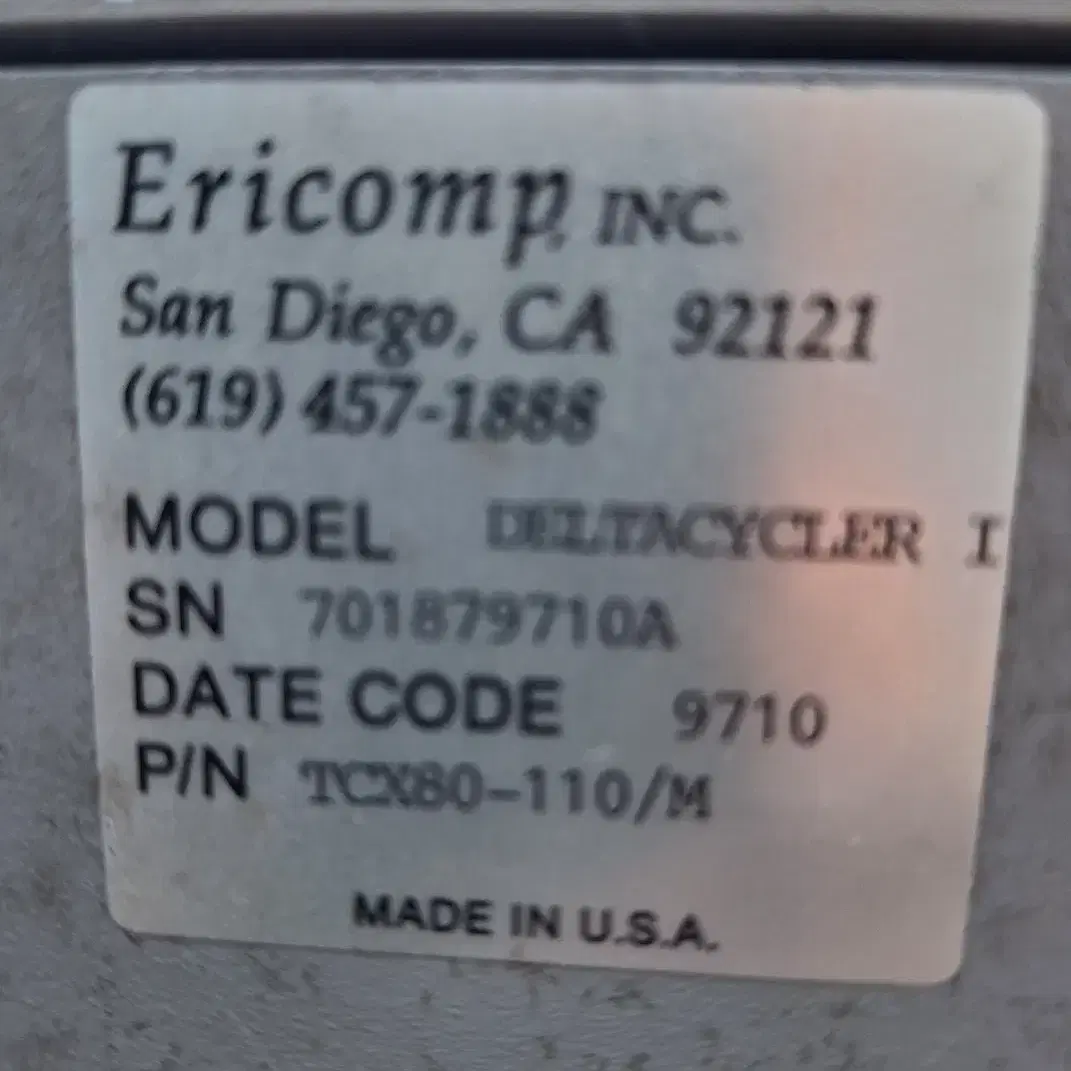 Ericomp, INC.
San Diego, CA 92121
(619) 457-1888
MODEL DELTACYCLER I
SN 701879710A
DATE CODE 9710
P/N TCX80-110/M
MADE IN U.S.A.